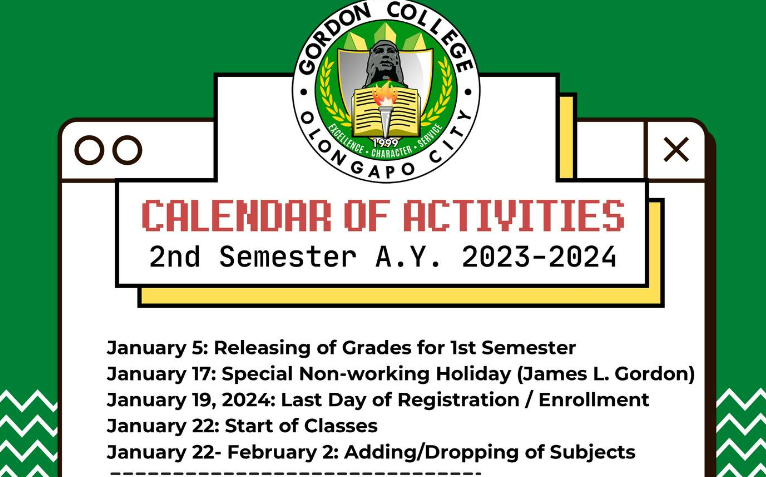 GORDON COLLEGE
EXCELLENCE • CHARACTER • SERVICE
1999
OLONGAPO CITY
CALENDAR OF ACTIVITIES
2nd Semester A.Y. 2023-2024
January 5: Releasing of Grades for 1st Semester
January 17: Special Non-working Holiday (James L. Gordon)
January 19, 2024: Last Day of Registration / Enrollment
January 22: Start of Classes
January 22- February 2: Adding/Dropping of Subjects